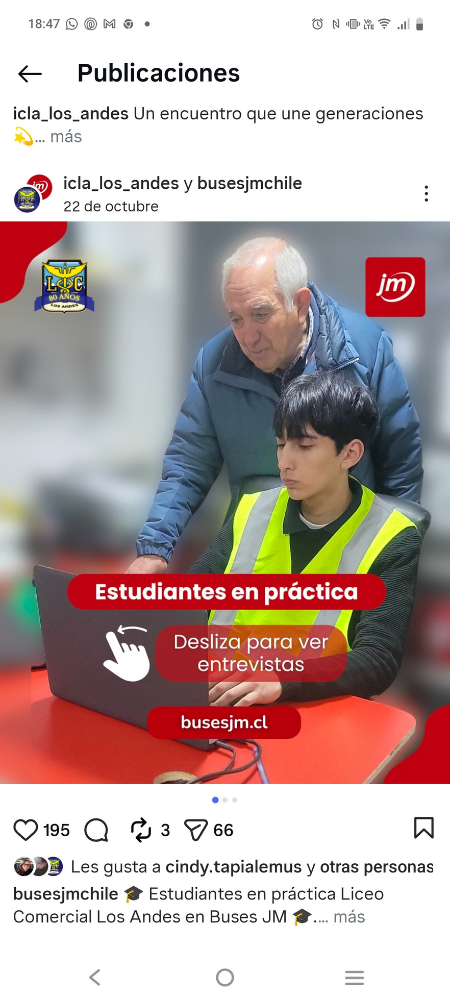 18:47
Vo
LTE
Publicaciones
icla_los_andes Un encuentro que une generaciones
... más
icla_los_andes y busesjmchile
22 de octubre
LC
80 AÑOS
LOS ANDES
jm
Estudiantes en práctica
Desliza para ver
entrevistas
busesjm.cl
195
3
66
Les gusta a cindy.tapialemus y otras personas
busesjmchile 🎓 Estudiantes en práctica Liceo
Comercial Los Andes en Buses JM 🎓.... más